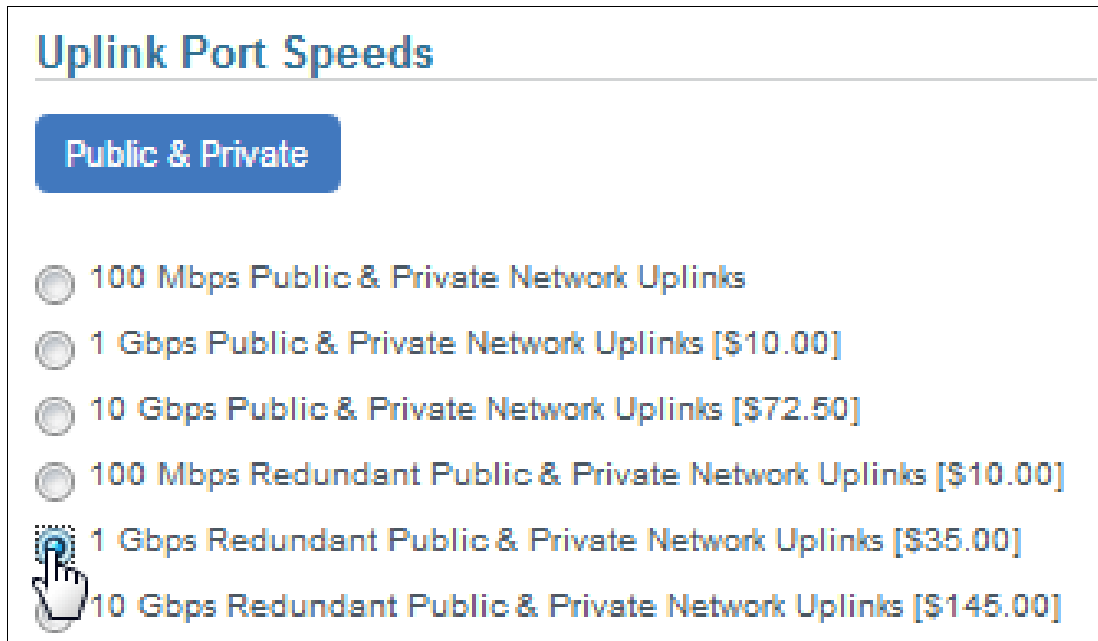 Uplink Port Speeds
Public & Private
100 Mbps Public & Private Network Uplinks
1 Gbps Public & Private Network Uplinks [$10.00]
10 Gbps Public & Private Network Uplinks [$72.50]
100 Mbps Redundant Public & Private Network Uplinks [$10.00]
1 Gbps Redundant Public & Private Network Uplinks [$35.00]
10 Gbps Redundant Public & Private Network Uplinks [$145.00]